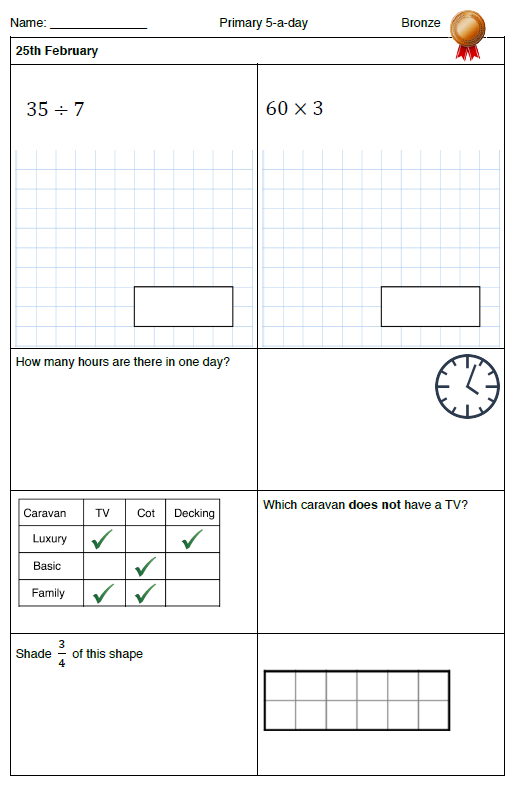 Name: ______________ Primary 5-a-day Bronze
25th February
35 ÷ 7
60 × 3
How many hours are there in one day?
Caravan TV Cot Decking
Luxury ✓ ✓
Basic ✓
Family ✓ ✓
Which caravan does not have a TV?
Shade 3/4 of this shape